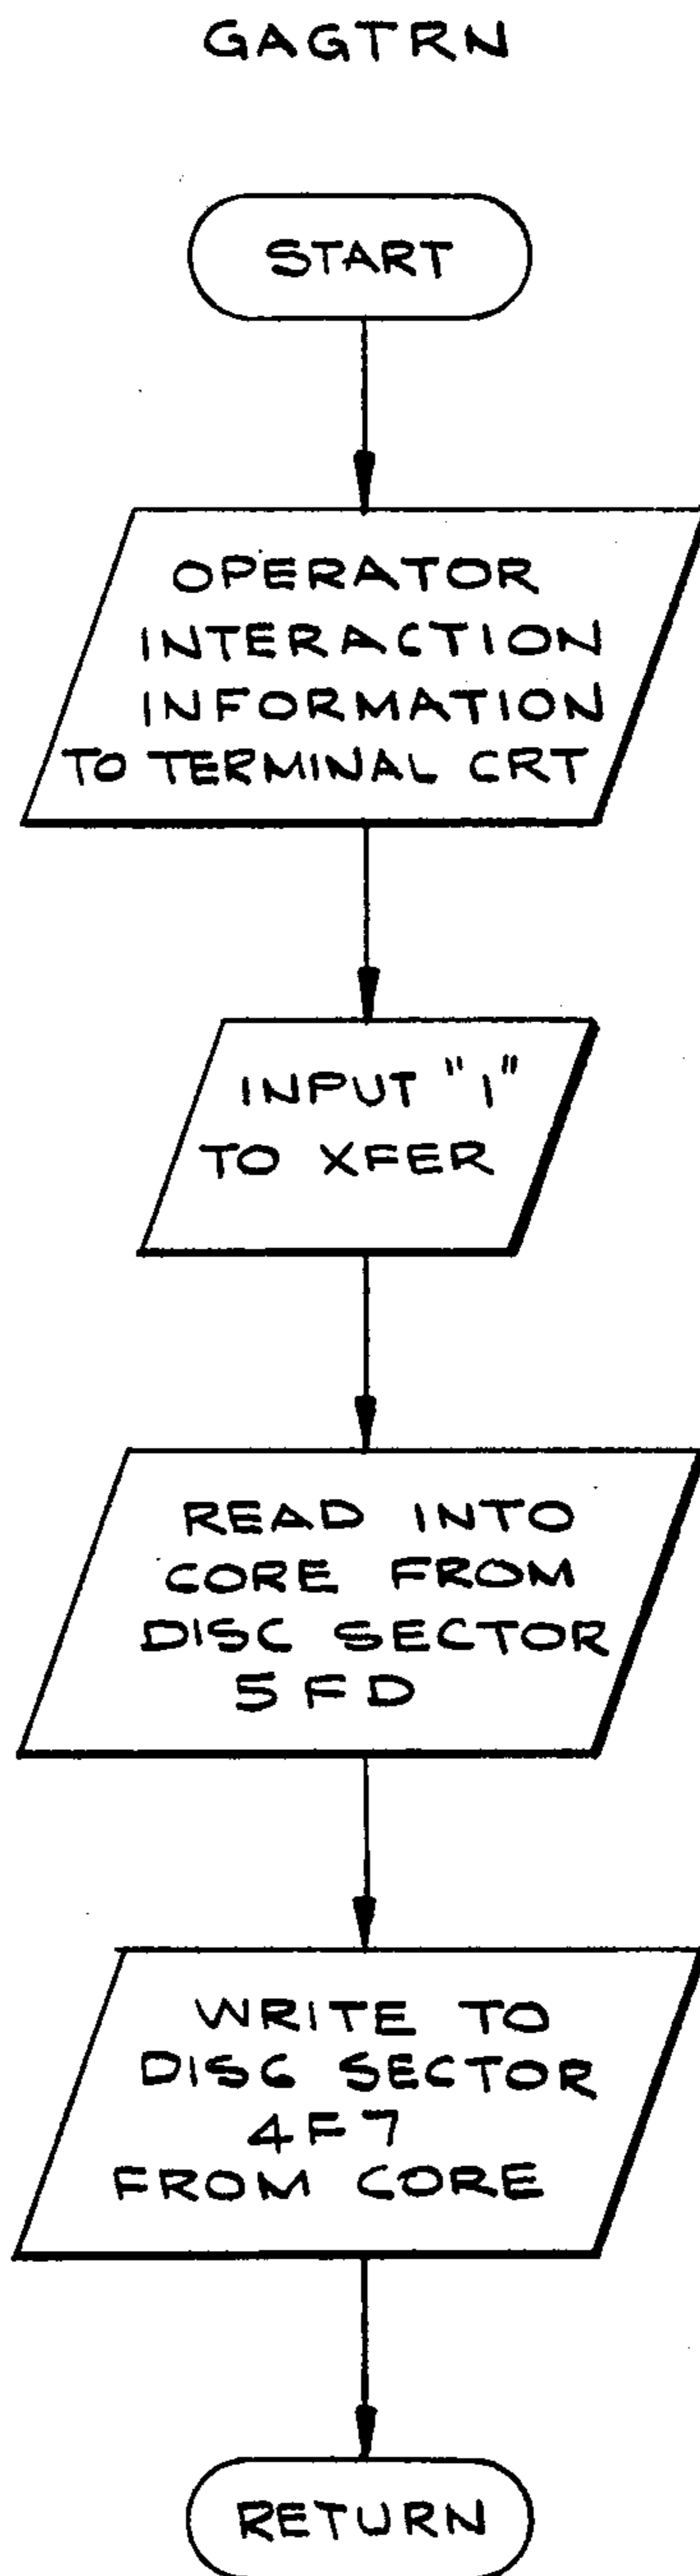 GAGTRN
START
OPERATOR
INTERACTION
INFORMATION
TO TERMINAL CRT
INPUT "1"
TO XFER
READ INTO
CORE FROM
DISC SECTOR
5FD
WRITE TO
DISC SECTOR
4F7
FROM CORE
RETURN